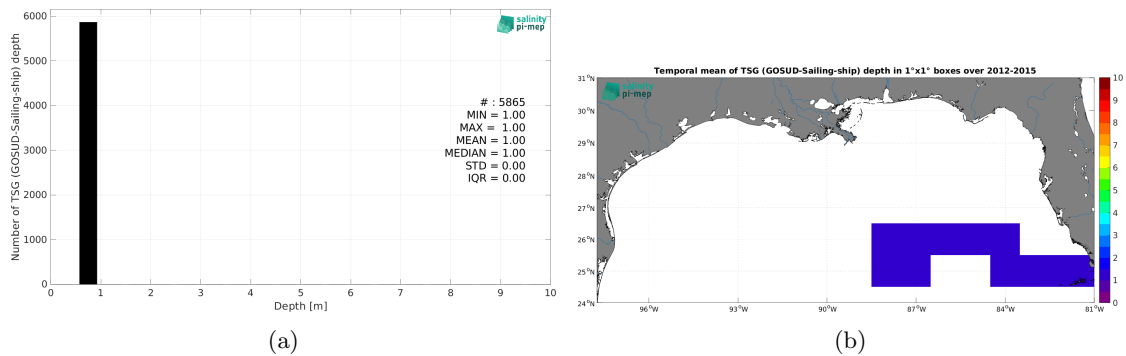 6000
5000
4000
3000
2000
1000
0
Number of TSG (GOSUD-Sailing-ship) depth
salinity
pi-mep
# : 5865
MIN = 1.00
MAX = 1.00
MEAN = 1.00
MEDIAN = 1.00
STD = 0.00
IQR = 0.00
0 1 2 3 4 5 6 7 8 9 10
Depth [m]
(a)
Temporal mean of TSG (GOSUD-Sailing-ship) depth in 1°x1° boxes over 2012-2015
salinity
pi-mep
31°N
30°N
29°N
28°N
27°N
26°N
25°N
24°N
96°W 93°W 90°W 87°W 84°W 81°W
10
9
8
7
6
5
4
3
2
1
0
(b)